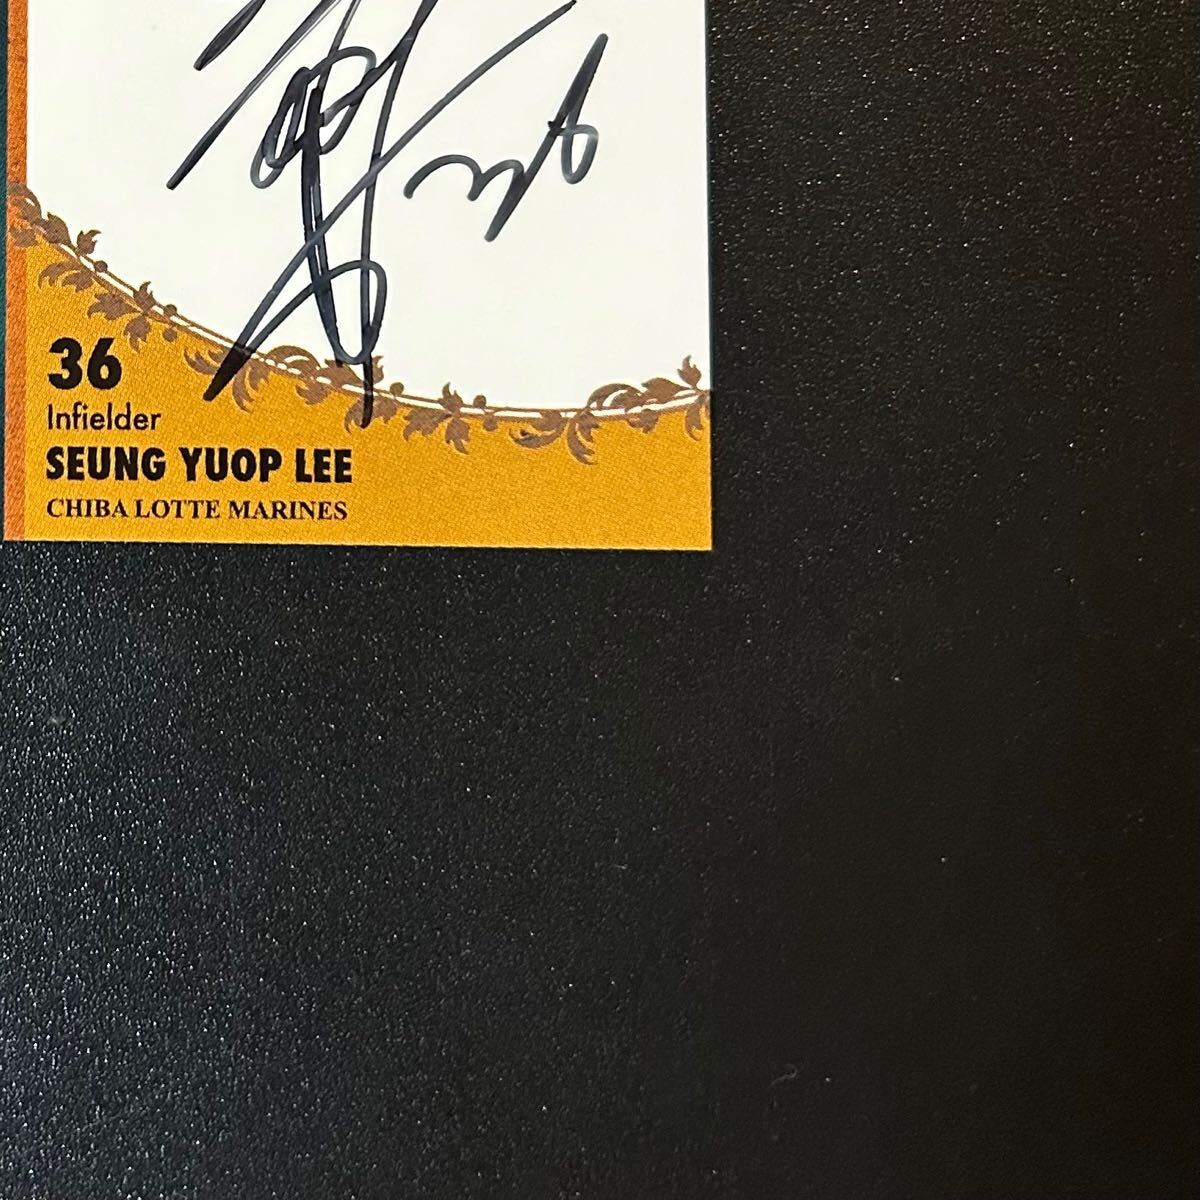 36
Infielder
SEUNG YUOP LEE
CHIBA LOTTE MARINES